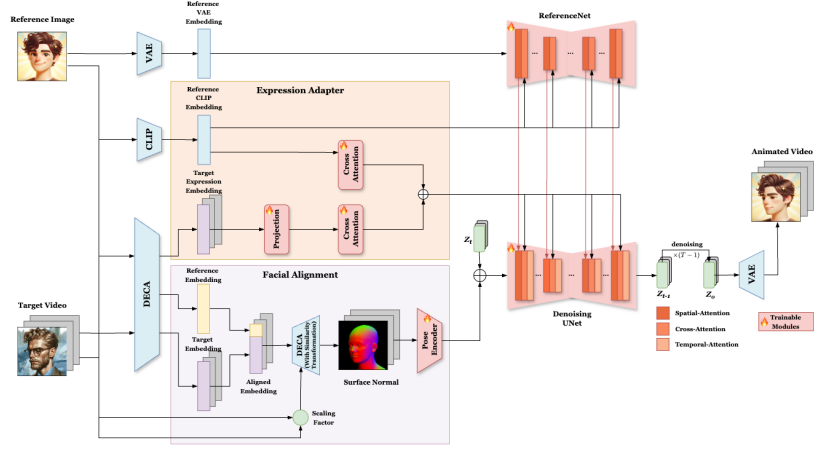 Reference Image
Reference
VAE
Embedding
VAE
ReferenceNet
...
...
...
Expression Adapter
Reference
CLIP
Embedding
CLIP
Cross
Attention
Target
Expression
Embedding
Projection
Cross
Attention
Animated Video
Facial Alignment
Reference
Embedding
DECA
Target Video
Target
Embedding
Aligned
Embedding
DECA
(With Similarity
Transformation)
Surface Normal
Pose
Encoder
Scaling
Factor
Zt
...
...
...
Denoising
UNet
denoising
×(T − 1)
Zt-1
Zo
VAE
Spatial-Attention
Cross-Attention
Temporal-Attention
Trainable
Modules